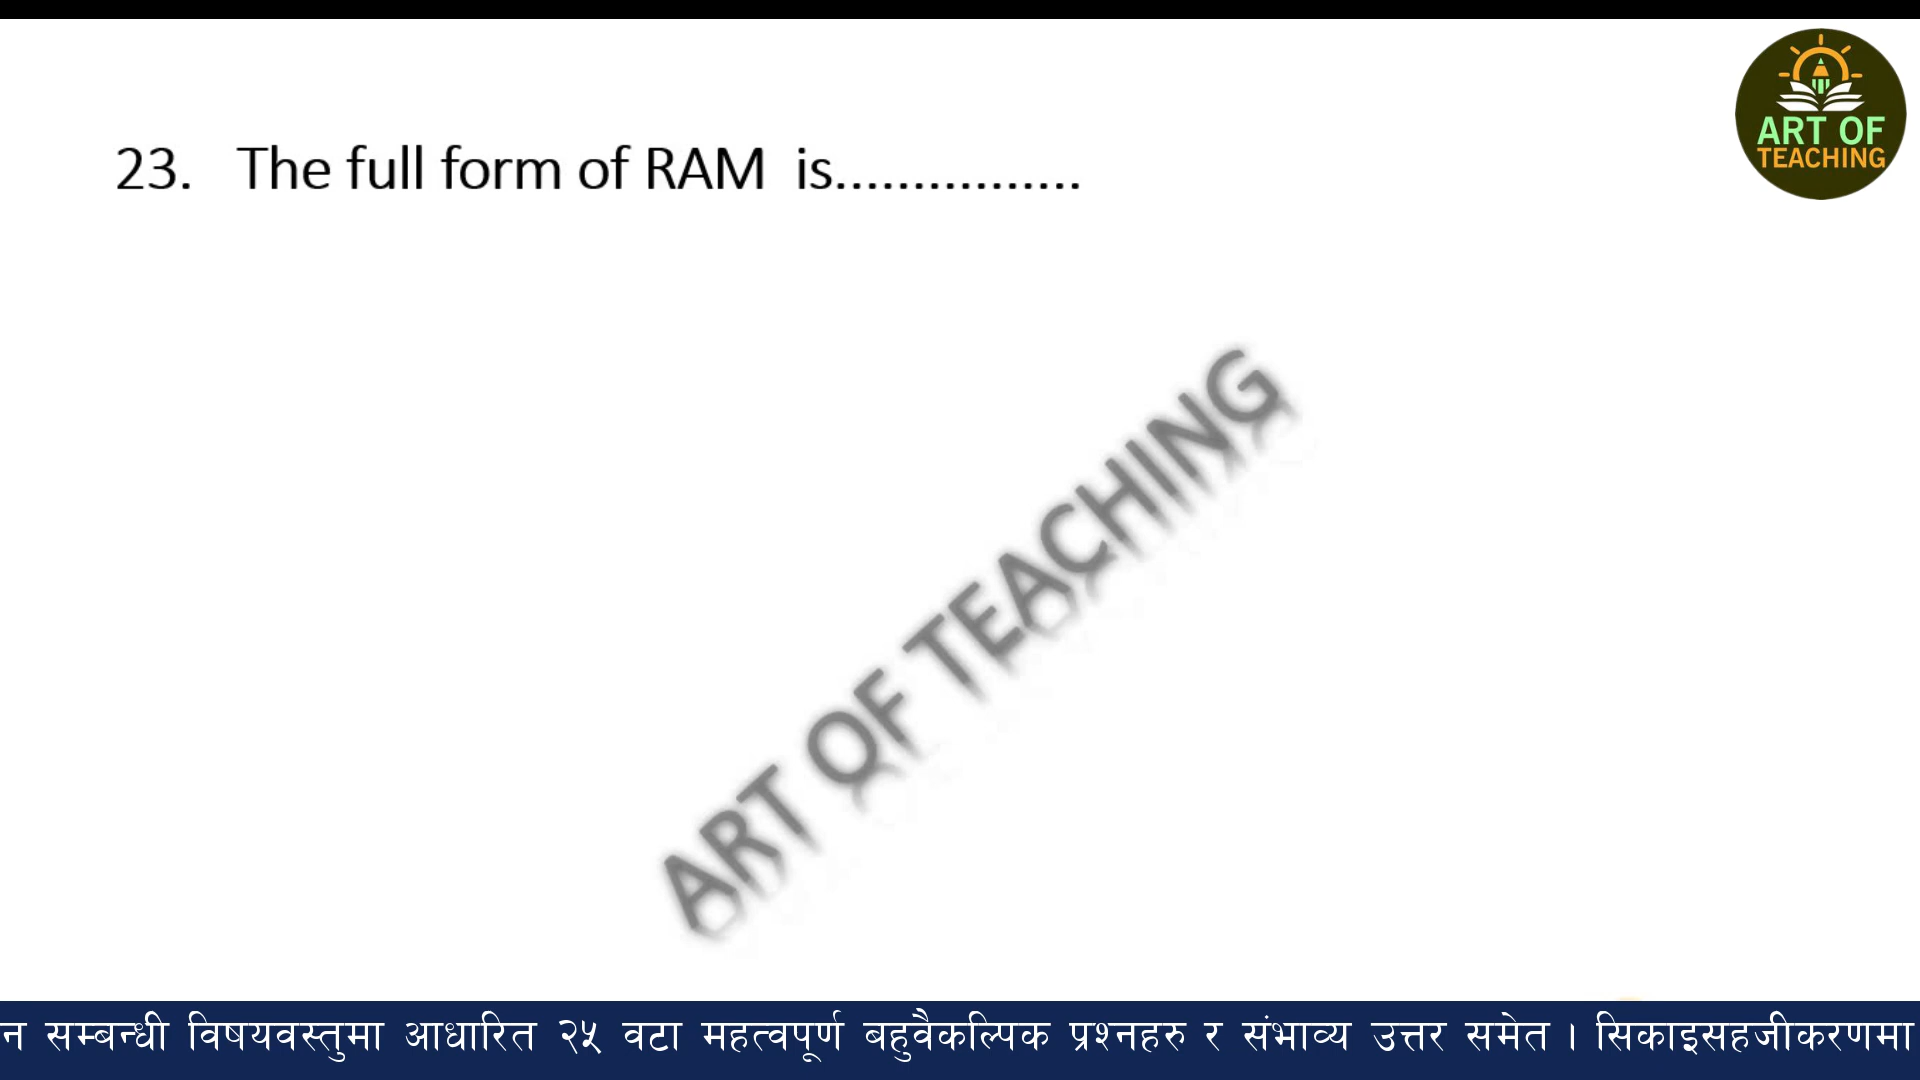 ART OF
TEACHING
23. The full form of RAM is................
ART OF TEACHING
न सम्बन्धी विषयवस्तुमा आधारित २५ वटा महत्वपूर्ण बहुवैकल्पिक प्रश्नहरु र संभाव्य उत्तर समेत । सिकाइसहजीकरणमा